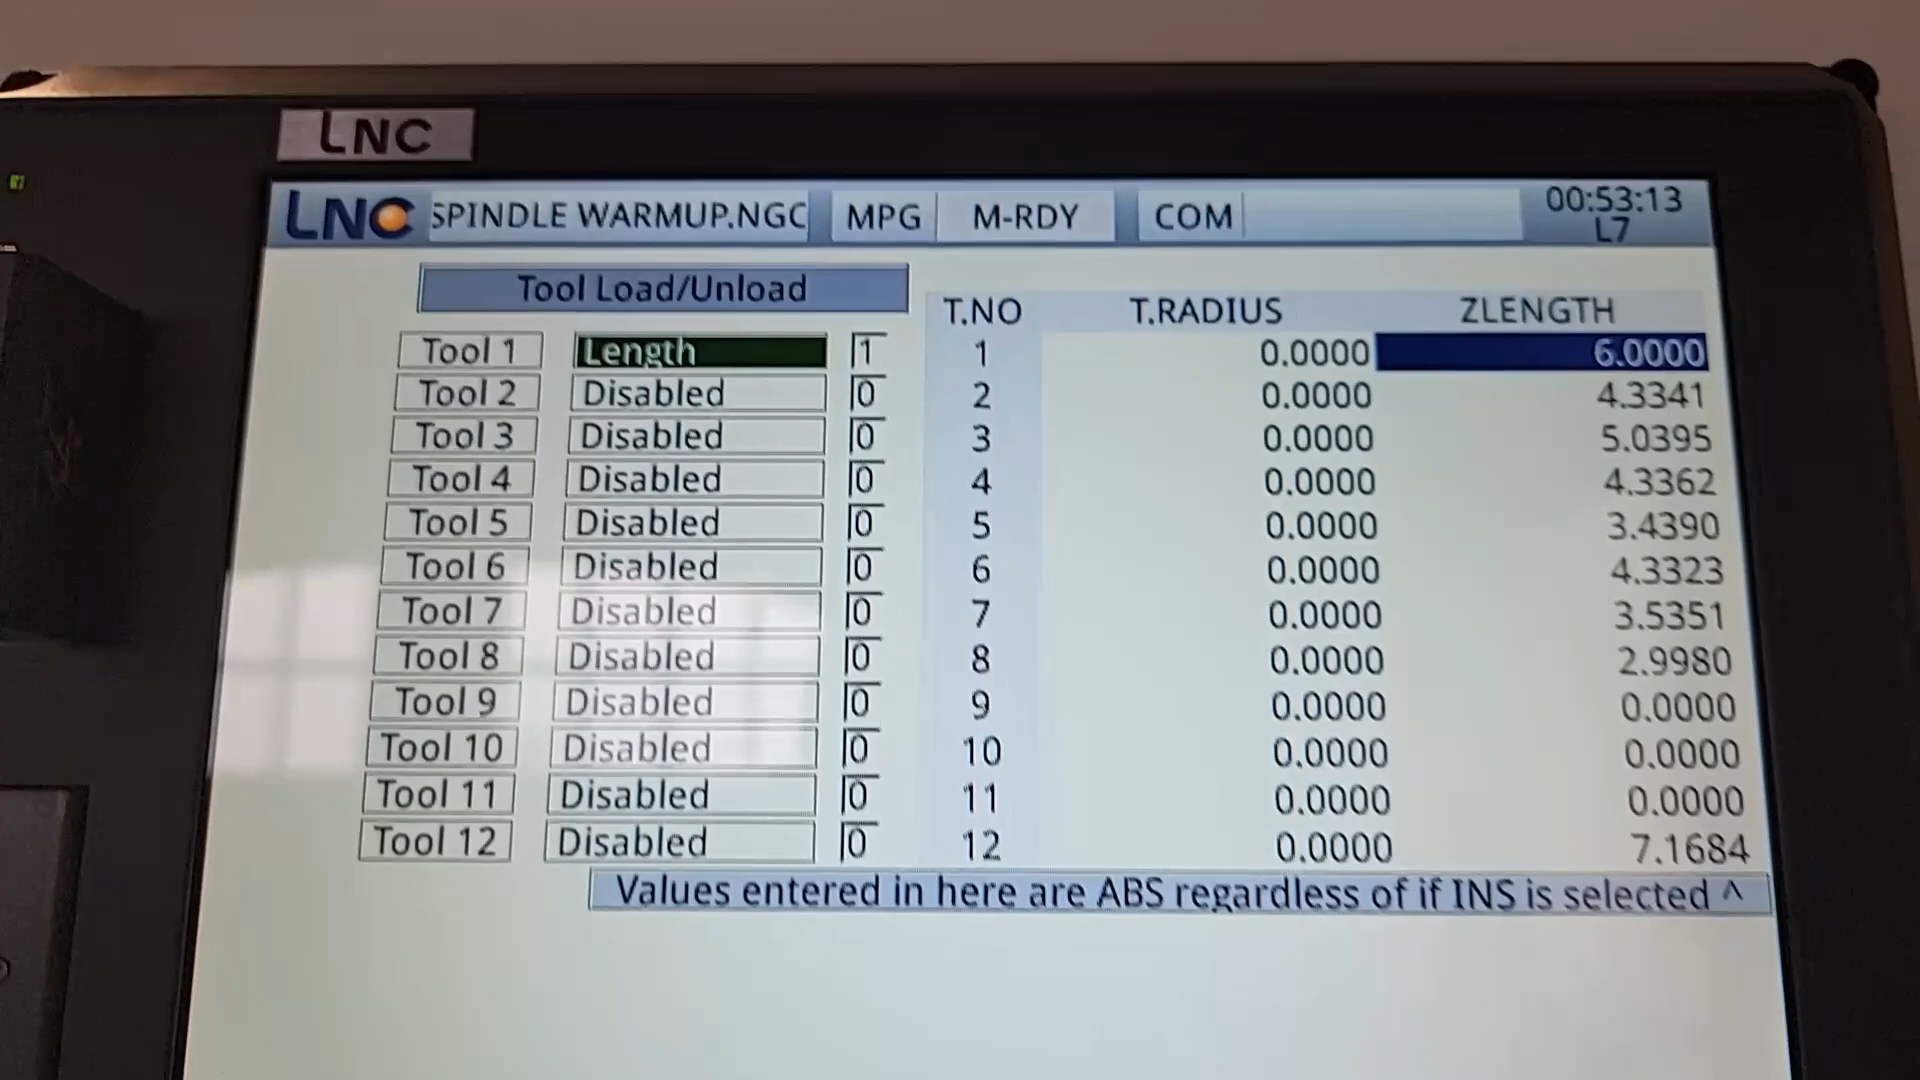 LNC
LNC SPINDLE WARMUP.NGC MPG M-RDY COM 00:53:13
L7
Tool Load/Unload
T.NO T.RADIUS ZLENGTH
Tool 1 Length 1 1 0.0000 6.0000
Tool 2 Disabled 0 2 0.0000 4.3341
Tool 3 Disabled 0 3 0.0000 5.0395
Tool 4 Disabled 0 4 0.0000 4.3362
Tool 5 Disabled 0 5 0.0000 3.4390
Tool 6 Disabled 0 6 0.0000 4.3323
Tool 7 Disabled 0 7 0.0000 3.5351
Tool 8 Disabled 0 8 0.0000 2.9980
Tool 9 Disabled 0 9 0.0000 0.0000
Tool 10 Disabled 0 10 0.0000 0.0000
Tool 11 Disabled 0 11 0.0000 0.0000
Tool 12 Disabled 0 12 0.0000 7.1684
Values entered in here are ABS regardless of if INS is selected ^